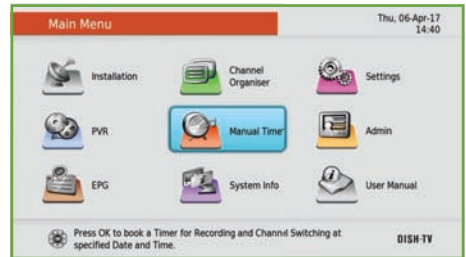 Main Menu
Thu, 06-Apr-17
14:40
Installation
Channel
Organiser
Settings
PVR
Manual Time
Admin
EPG
System Info
User Manual
Press OK to book a Timer for Recording and Channel Switching at
specified Date and Time.
DISH-TV